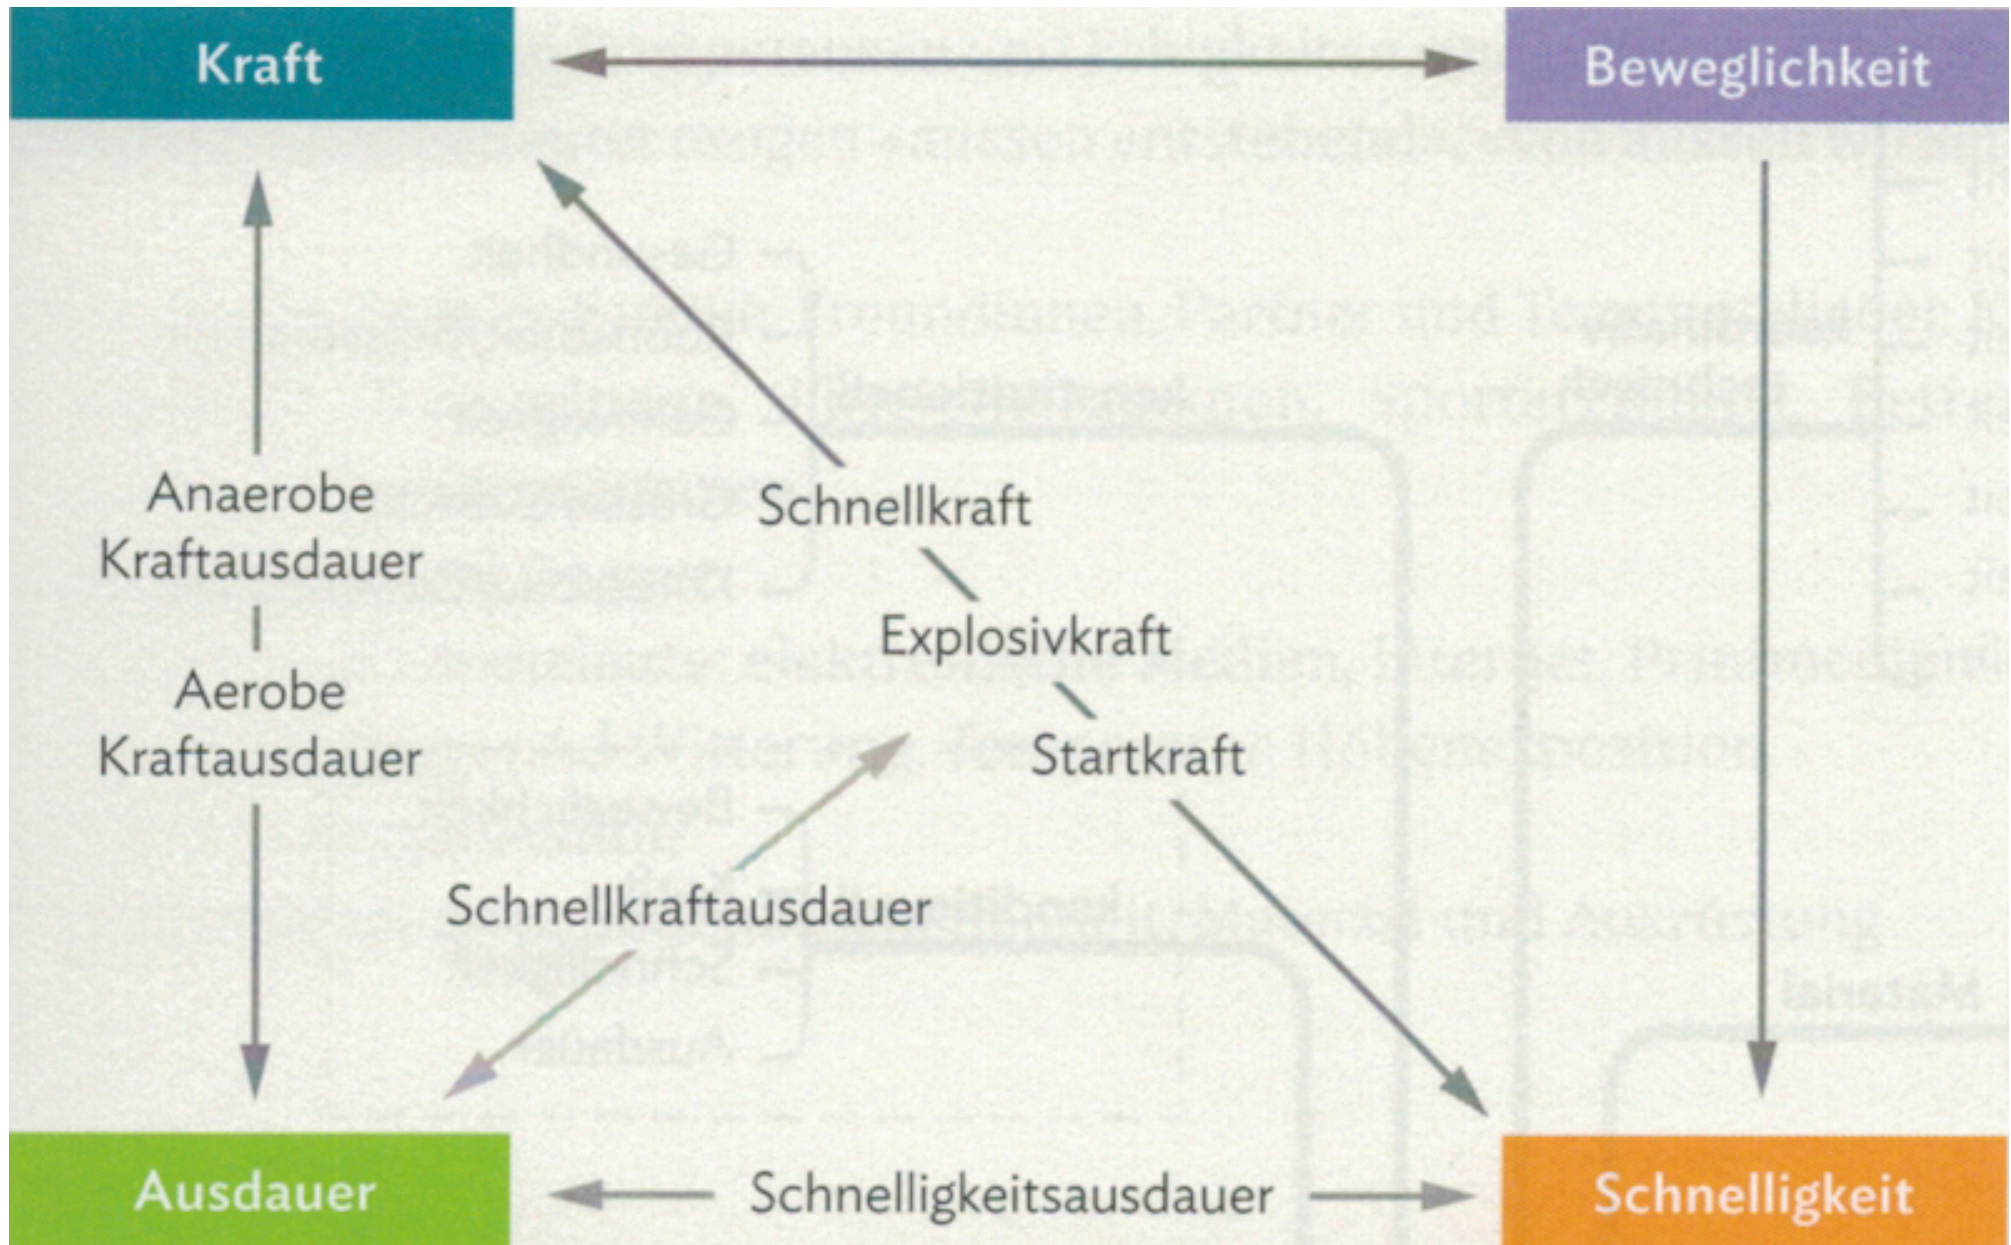 Kraft
Beweglichkeit
Anaerobe
Kraftausdauer
Schnellkraft
Explosivkraft
Aerobe
Kraftausdauer
Startkraft
Schnellkraftausdauer
Ausdauer
Schnelligkeitsausdauer
Schnelligkeit